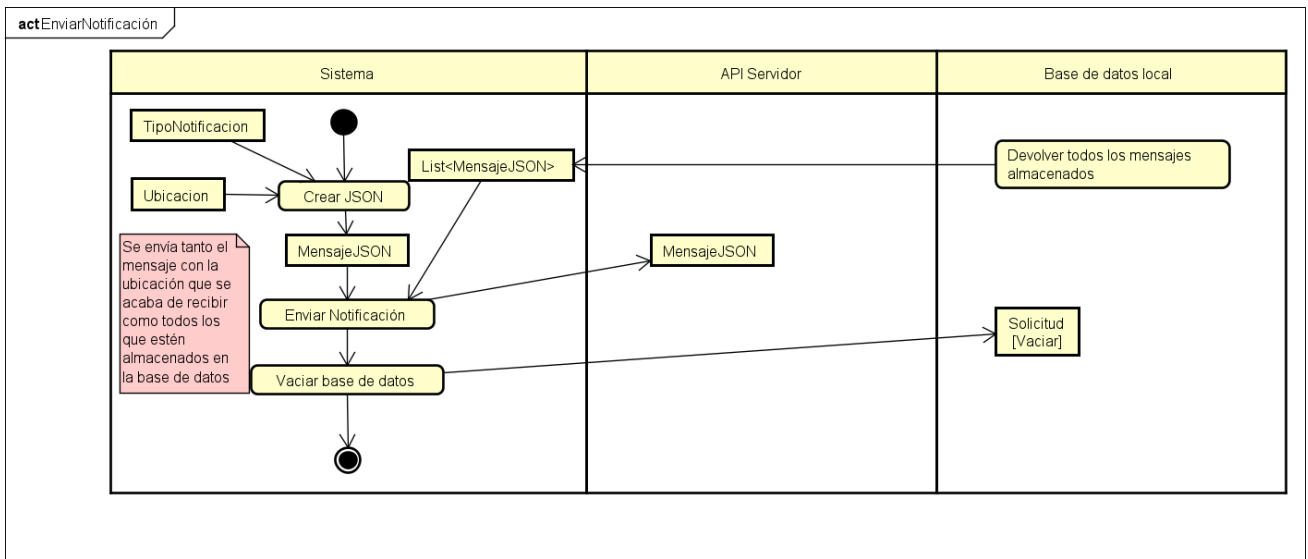 actEnviarNotificación
Sistema
API Servidor
Base de datos local
TipoNotificacion
List<MensajeJSON>
Devolver todos los mensajes
almacenados
Ubicacion
Crear JSON
MensajeJSON
MensajeJSON
Se envía tanto el
mensaje con la
ubicación que se
acaba de recibir
como todos los
que estén
almacenados en
la base de datos
Enviar Notificación
Solicitud
[Vaciar]
Vaciar base de datos